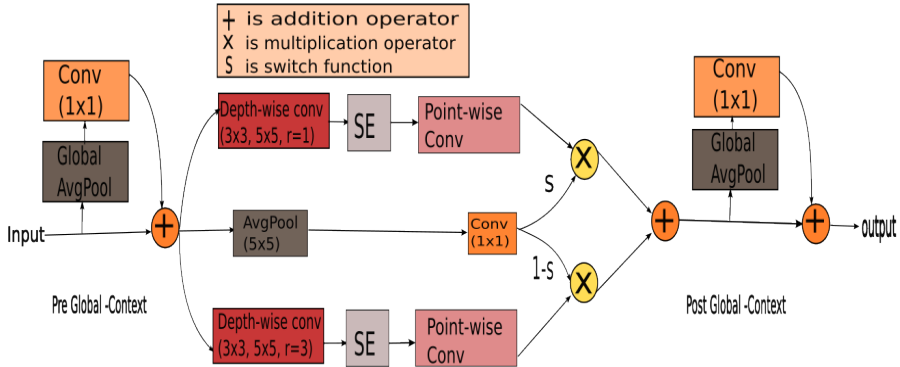 + is addition operator
X is multiplication operator
S is switch function
Conv
(1x1)
Global
AvgPool
Input
+
Pre Global -Context
Depth-wise conv
(3x3, 5x5, r=1)
SE
Point-wise
Conv
AvgPool
(5x5)
Conv
(1x1)
S
1-s
X
X
Depth-wise conv
(3x3, 5x5, r=3)
SE
Point-wise
Conv
+
Conv
(1x1)
Global
AvgPool
+
output
Post Global -Context